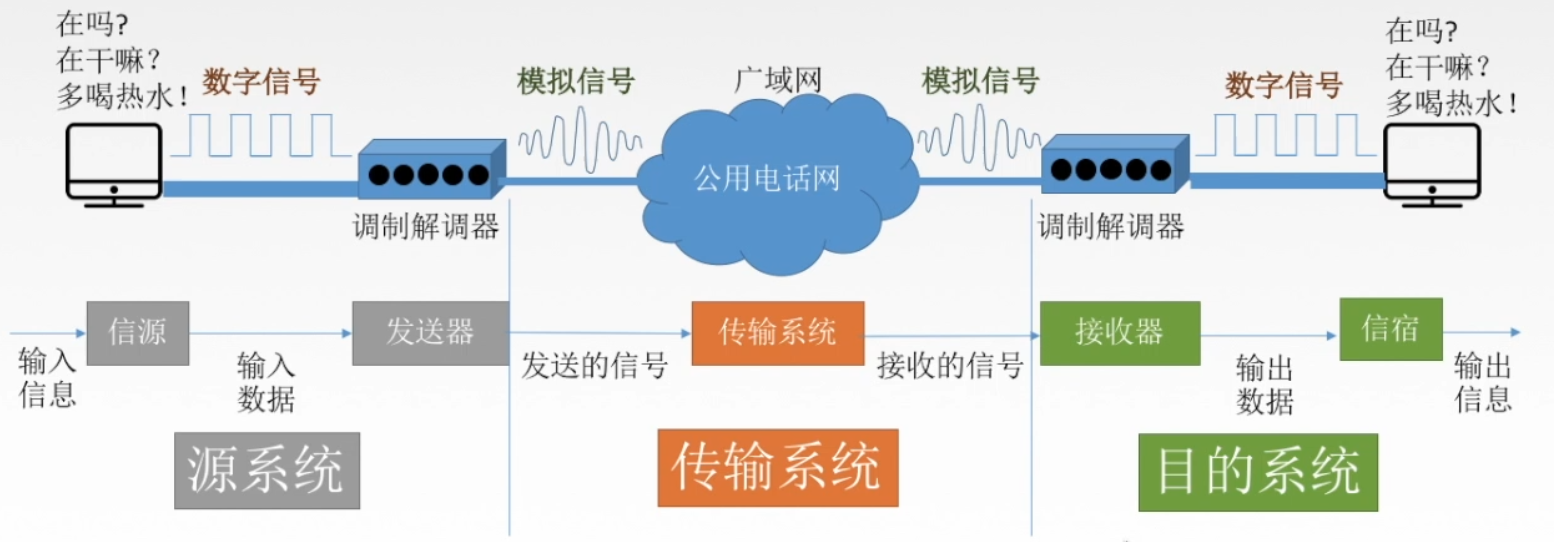 在吗?
在干嘛?
多喝热水!
数字信号
模拟信号
广域网
模拟信号
数字信号
在吗?
在干嘛?
多喝热水!
公用电话网
调制解调器
调制解调器
信源
发送器
传输系统
接收器
信宿
输入
信息
输入
数据
发送的信号
接收的信号
输出
数据
输出
信息
源系统
传输系统
目的系统